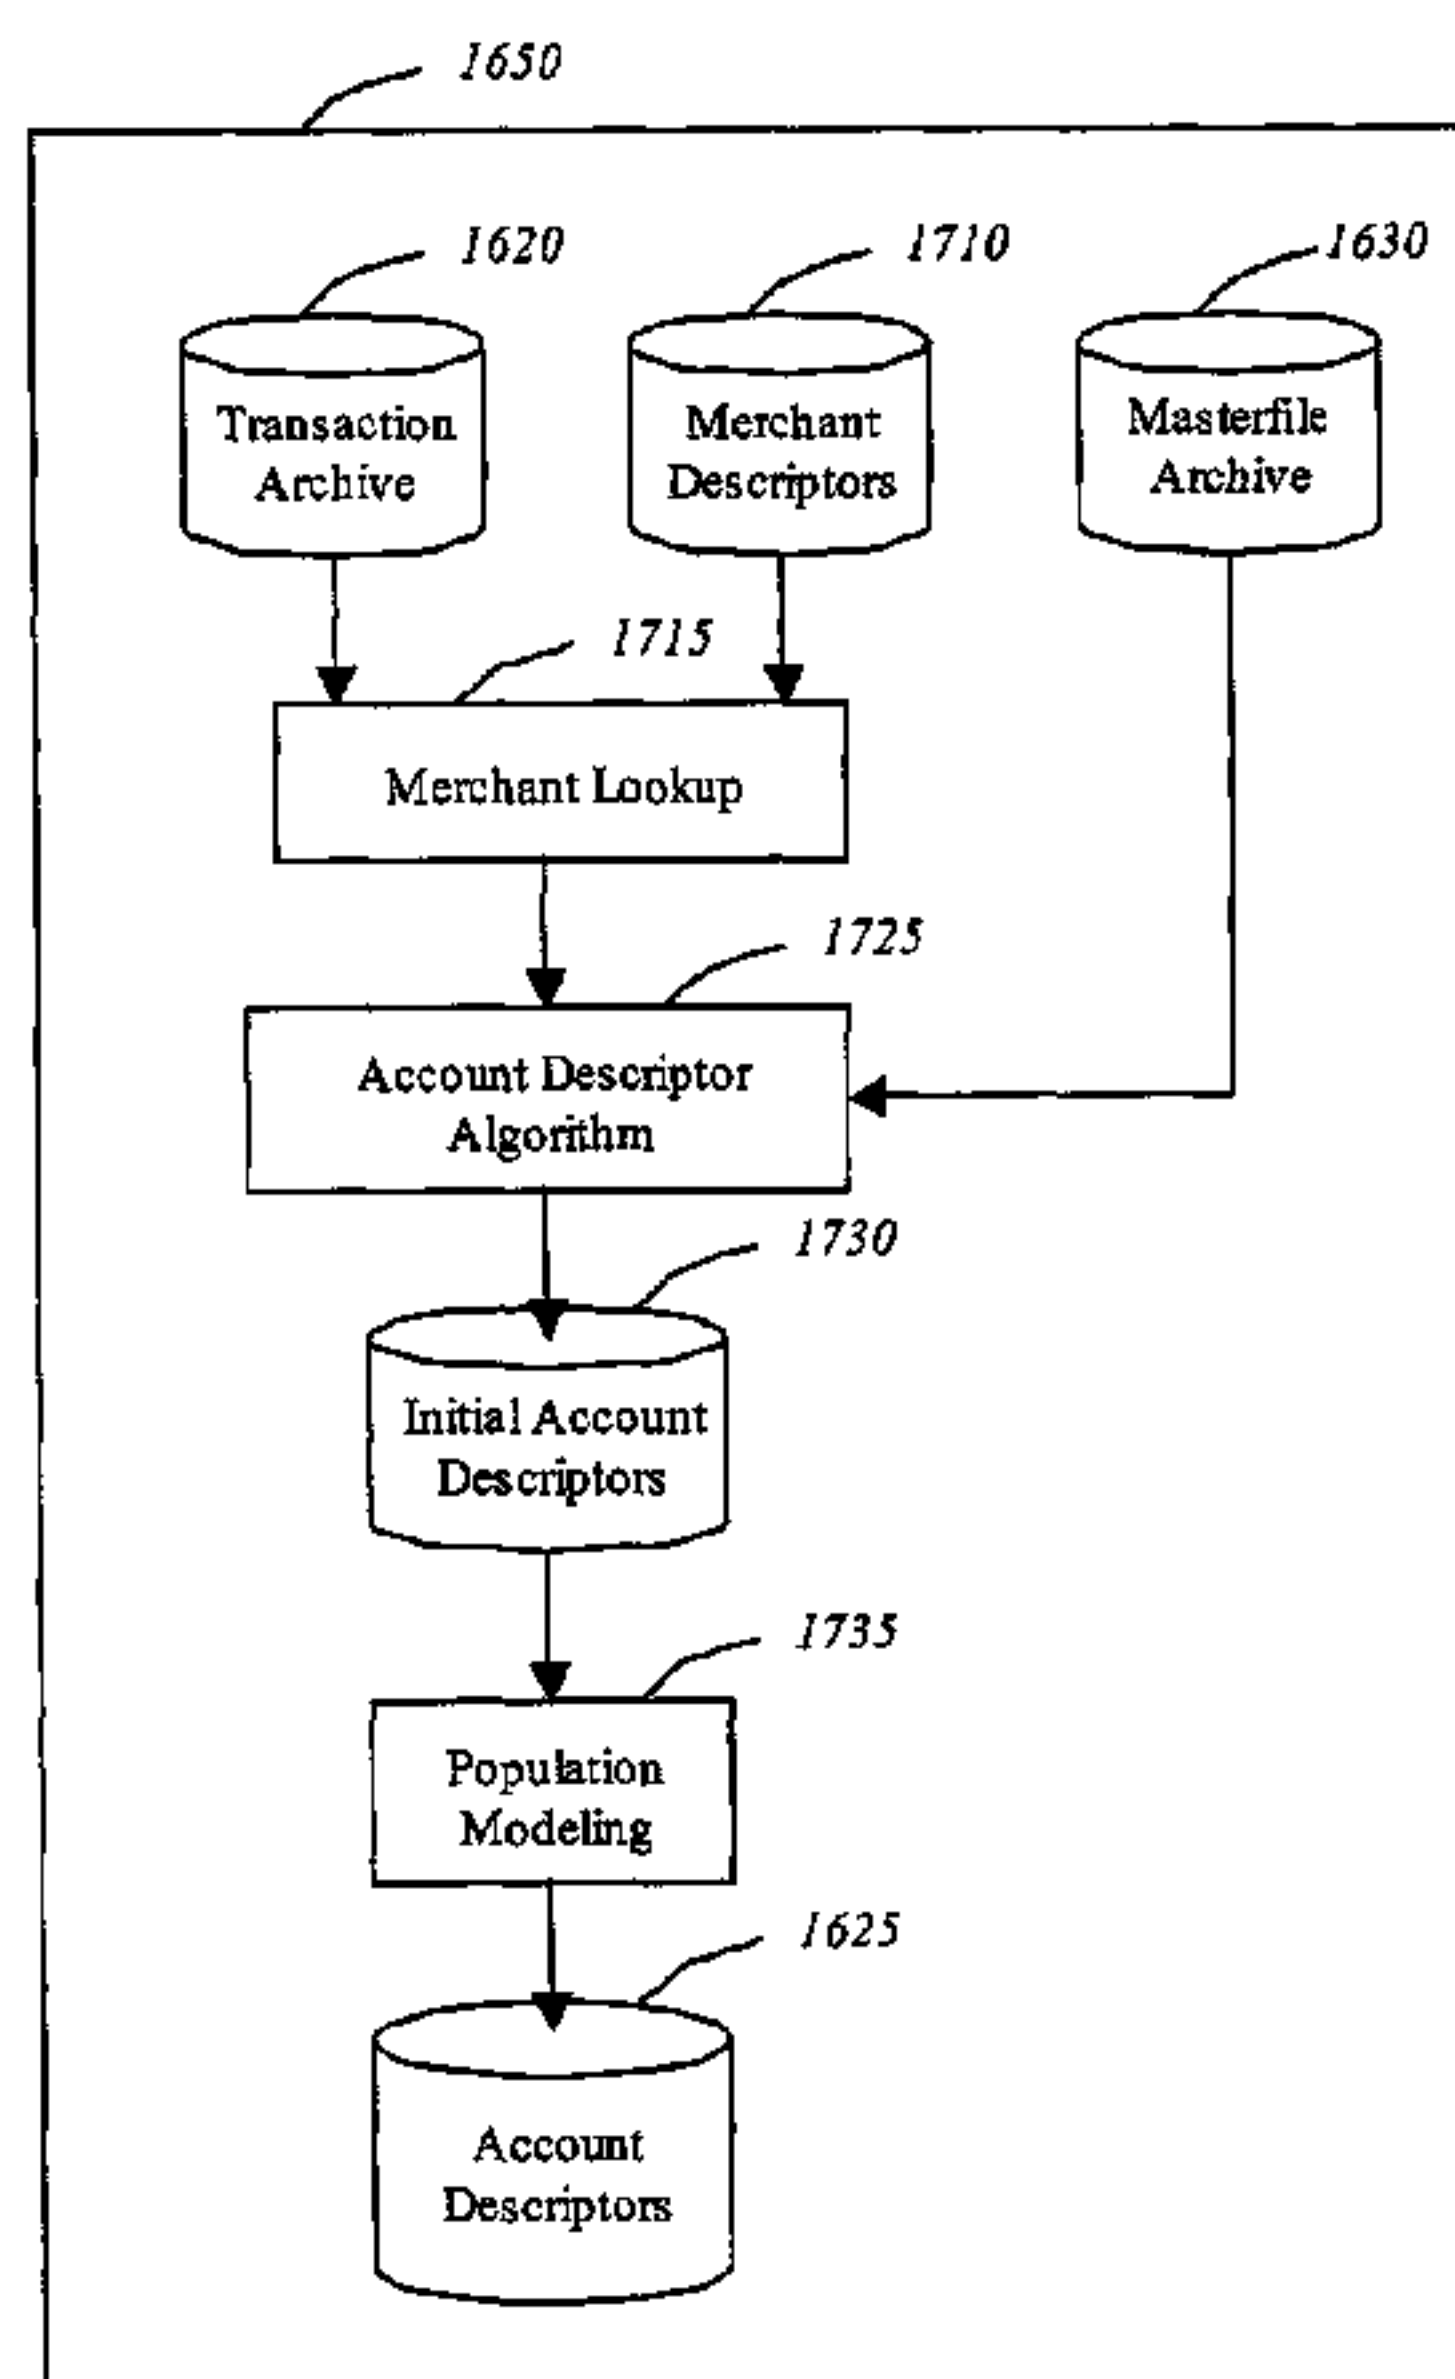 1650
1620
1710
1630
Transaction
Archive
Merchant
Descriptors
Masterfile
Archive
1715
Merchant Lookup
1725
Account Descriptor
Algorithm
1730
Initial Account
Descriptors
1735
Population
Modeling
1625
Account
Descriptors